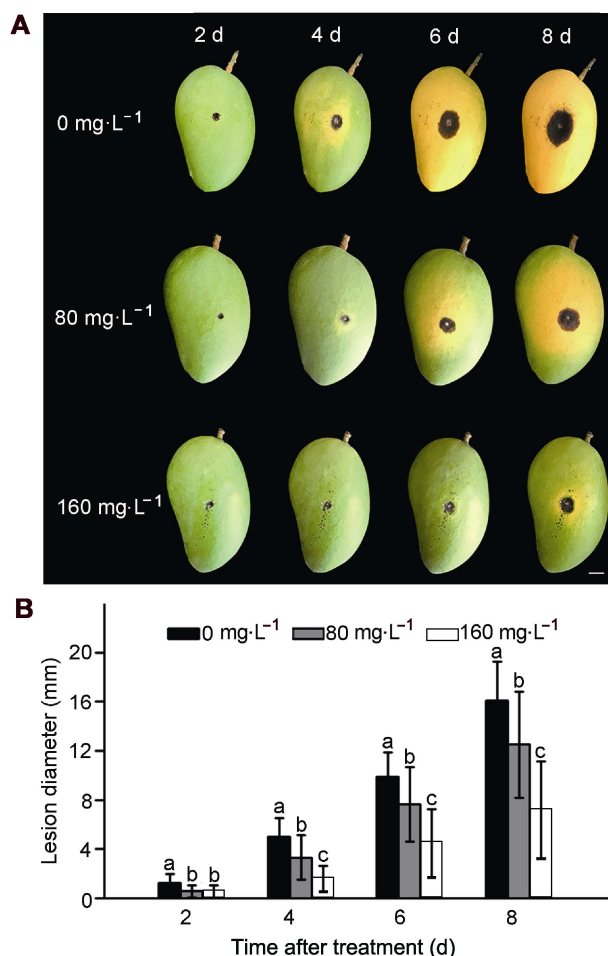 A
2 d 4 d 6 d 8 d
0 mg·L⁻¹
80 mg·L⁻¹
160 mg·L⁻¹
B
0 mg·L⁻¹ 80 mg·L⁻¹ 160 mg·L⁻¹
Lesion diameter (mm)
20
16
12
8
4
0
a b b
a b c
a b c
a b c
2 4 6 8
Time after treatment (d)